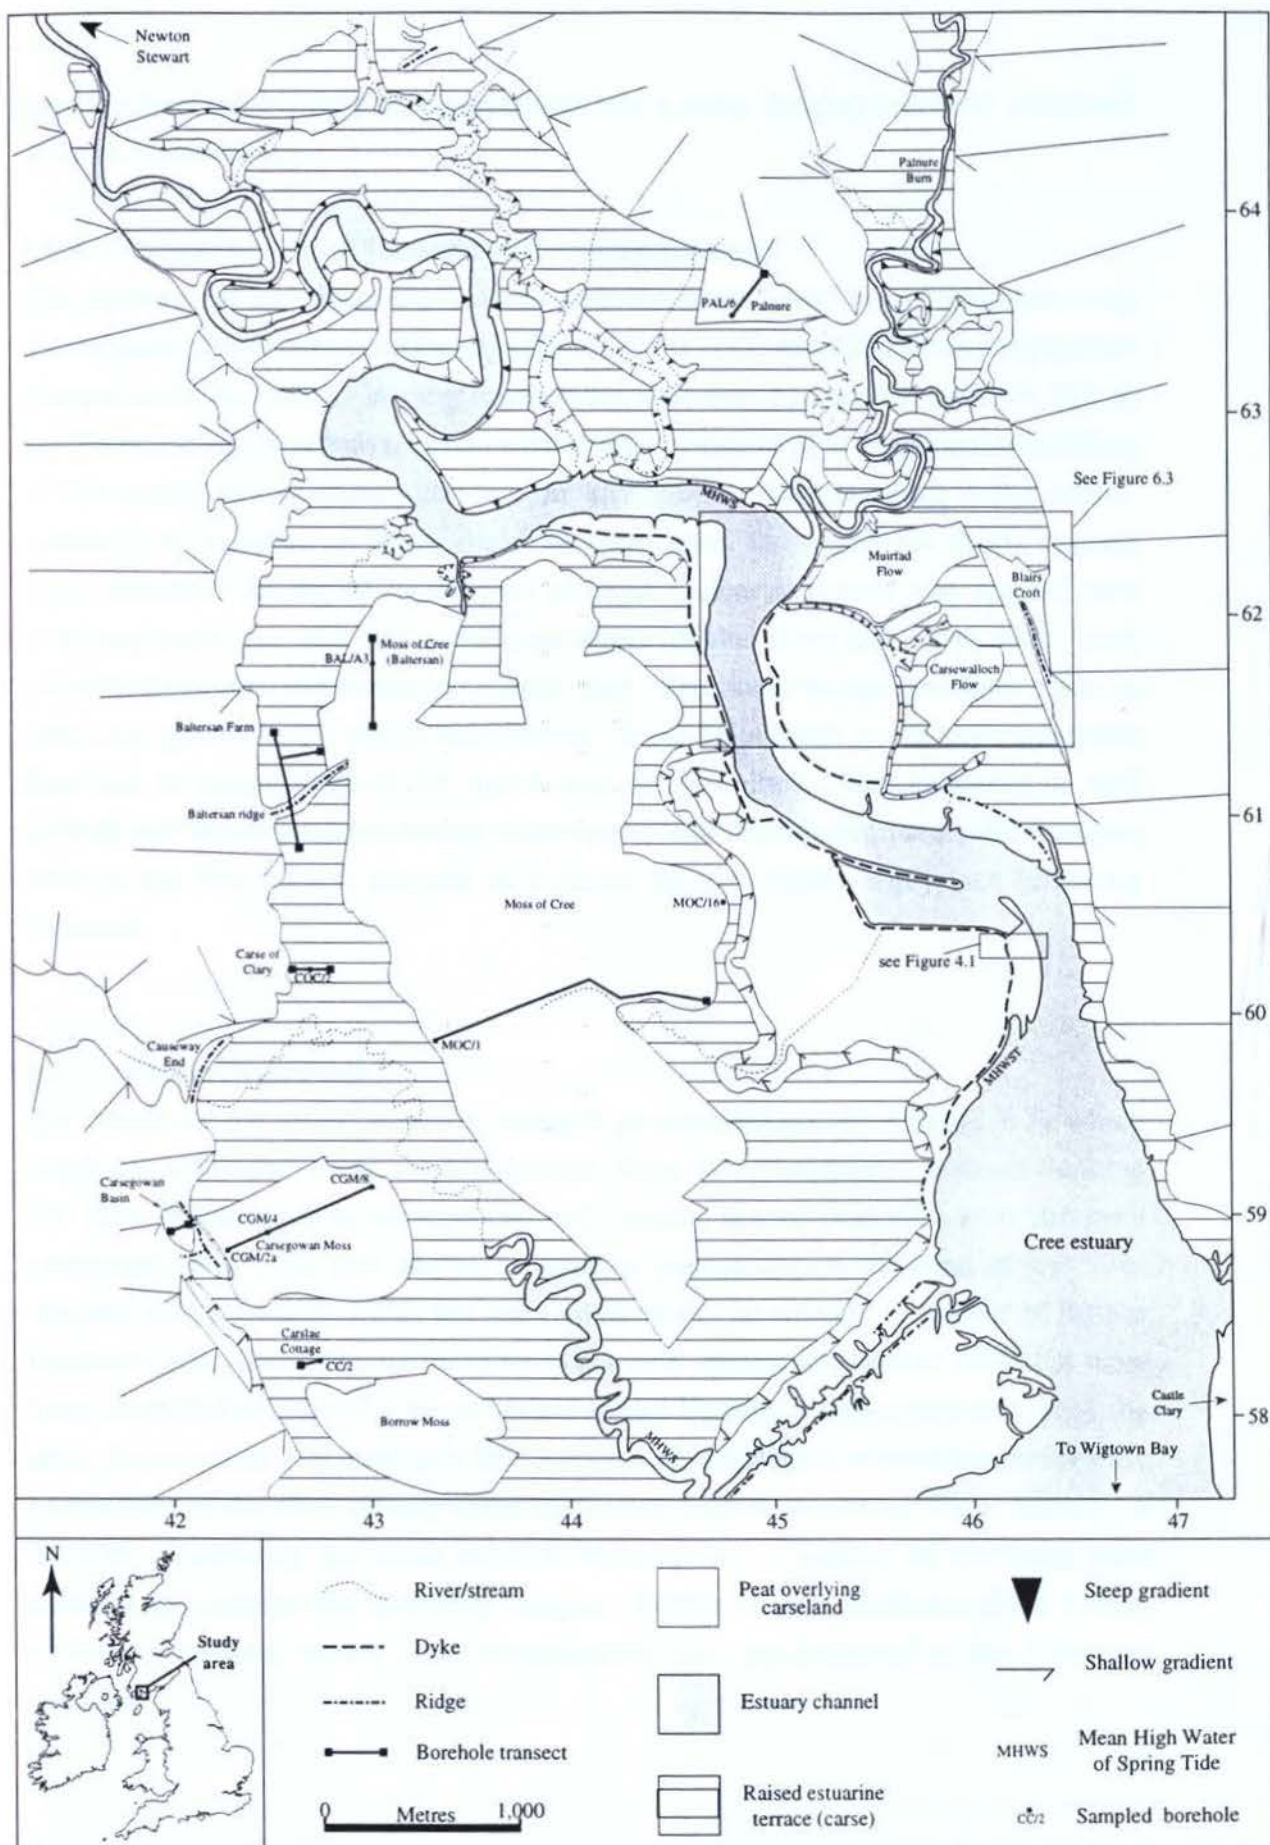 Newton
Stewart
Palnure
Burn
64
PAL/6
Palnure
63
See Figure 6.3
MHWS
Muirfad
Flow
Blairs
Croft
62
Moss of Cree
(Baltersan)
BAL/A3
Carsewalloch
Flow
Baltersan Farm
Baltersan ridge
61
Moss of Cree
MOC/16
see Figure 4.1
Carse of
Clary
COC/2
60
Causeway
End
MOC/1
MHWST
Carsegowan
Basin
CGM/8
CGM/4
Carsegowan Moss
CGM/2a
59
Cree estuary
Carslae
Cottage
CC/2
Borrow Moss
Castle
Clary
58
MHWS
To Wigtown Bay
42
43
44
45
46
47
N
Study
area
River/stream
Dyke
Ridge
Borehole transect
0 Metres 1,000
Peat overlying
carseland
Estuary channel
Raised estuarine
terrace (carse)
Steep gradient
Shallow gradient
MHWS Mean High Water
of Spring Tide
CC/2 Sampled borehole